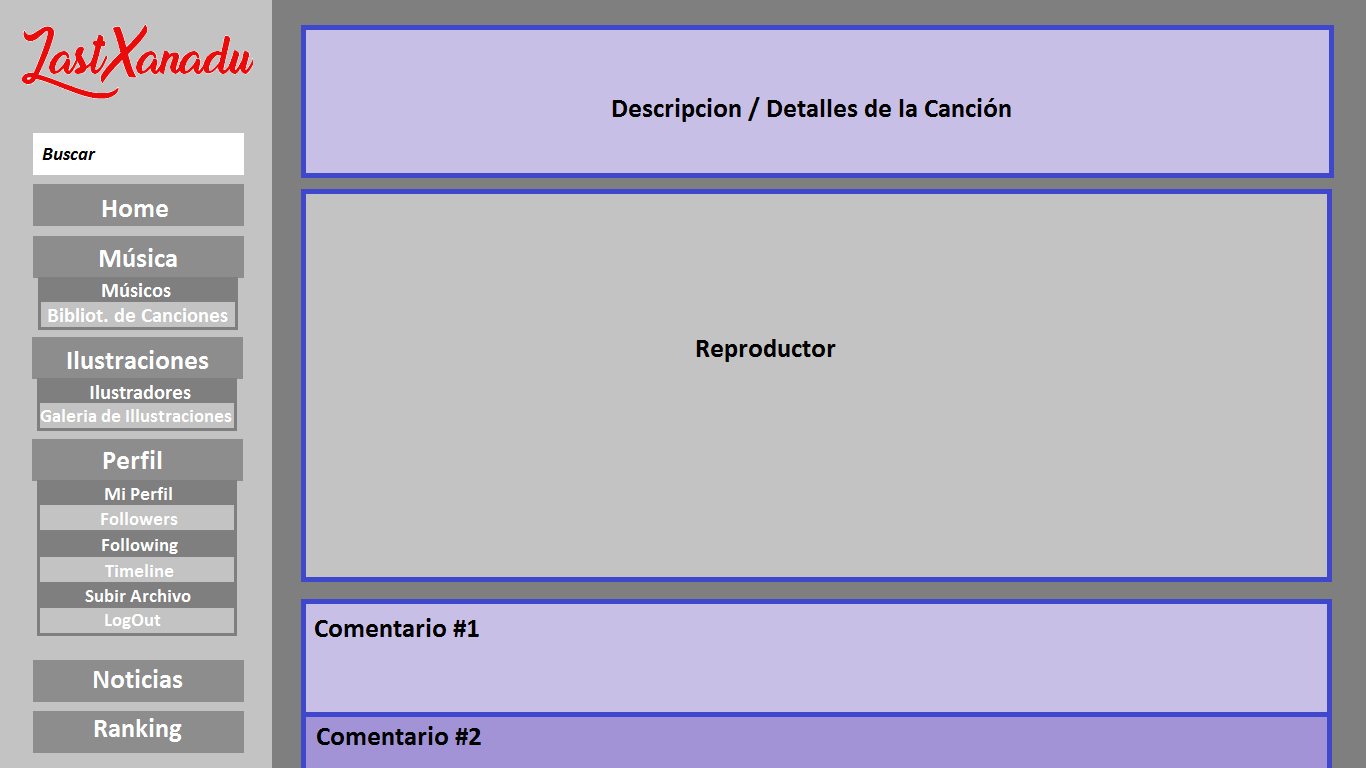 LastXanadu
Buscar
Home
Música
Músicos
Bibliot. de Canciones
Ilustraciones
Ilustradores
Galeria de Illustraciones
Perfil
Mi Perfil
Followers
Following
Timeline
Subir Archivo
LogOut
Noticias
Ranking
Descripcion / Detalles de la Canción
Reproductor
Comentario #1
Comentario #2